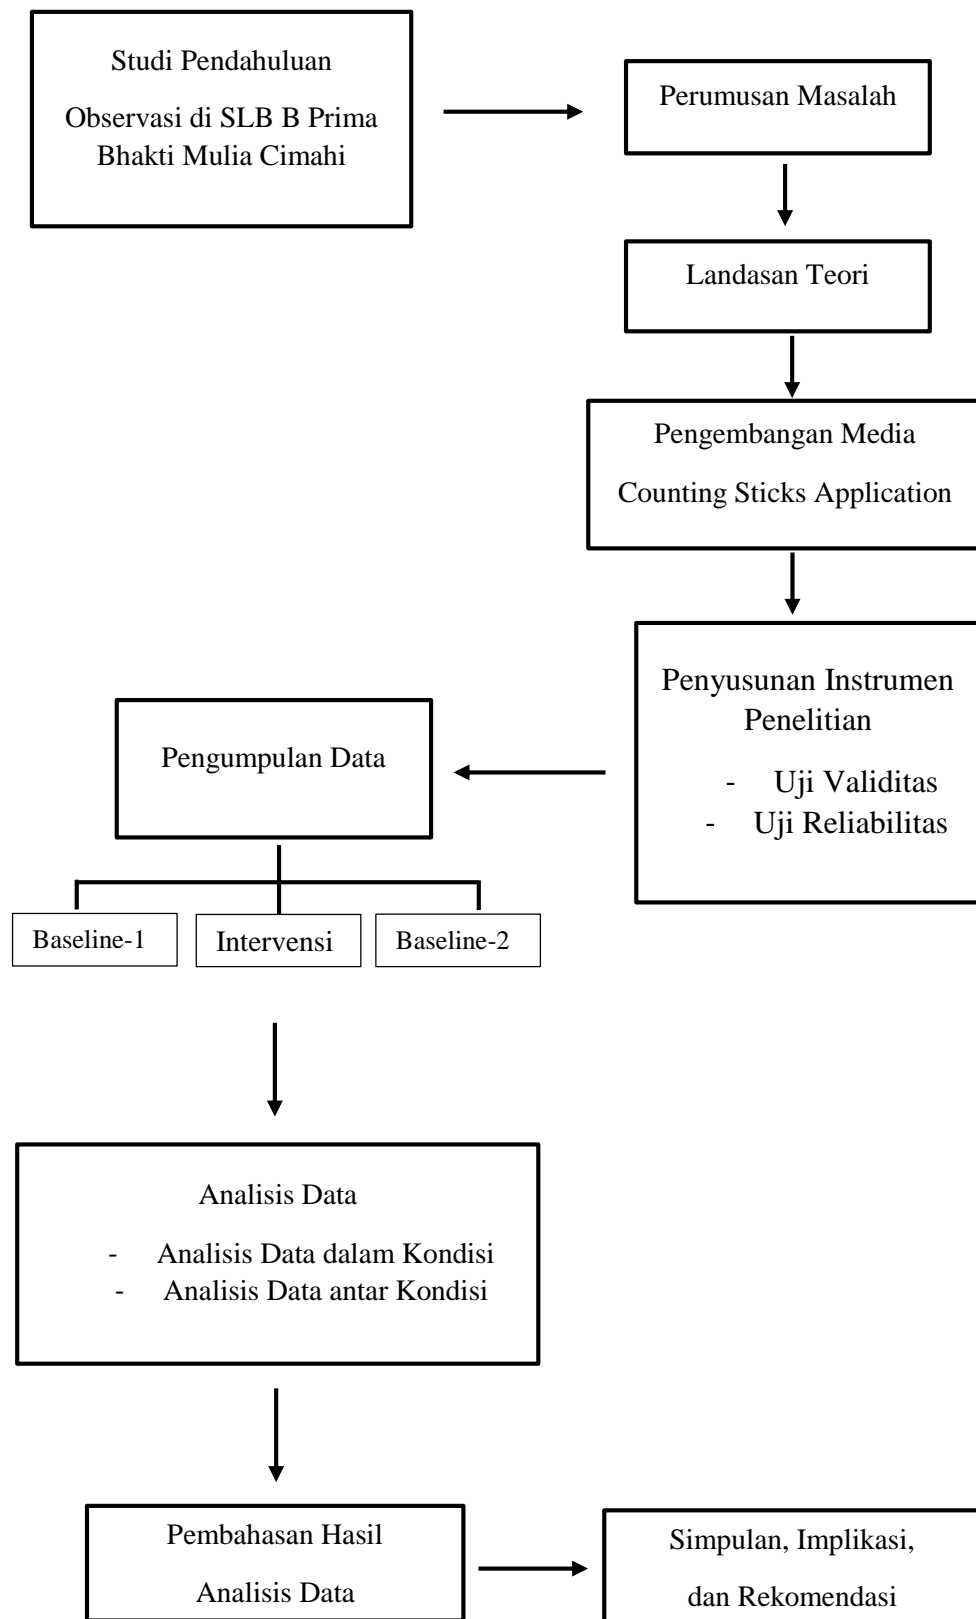 Studi Pendahuluan
Observasi di SLB B Prima
Bhakti Mulia Cimahi
Perumusan Masalah
Landasan Teori
Pengembangan Media
Counting Sticks Application
Penyusunan Instrumen
Penelitian
- Uji Validitas
- Uji Reliabilitas
Pengumpulan Data
Baseline-1
Intervensi
Baseline-2
Analisis Data
- Analisis Data dalam Kondisi
- Analisis Data antar Kondisi
Pembahasan Hasil
Analisis Data
Simpulan, Implikasi,
dan Rekomendasi